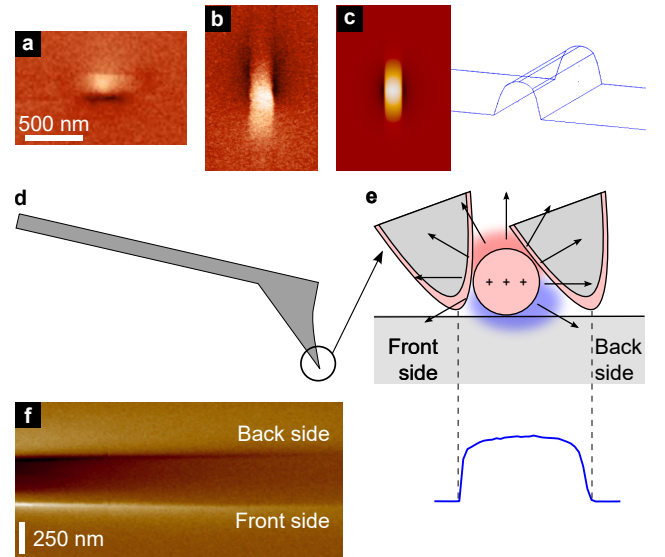 a
500 nm
b
c
d
e
+ + +
Front
side
Back
side
f
Back side
Front side
250 nm